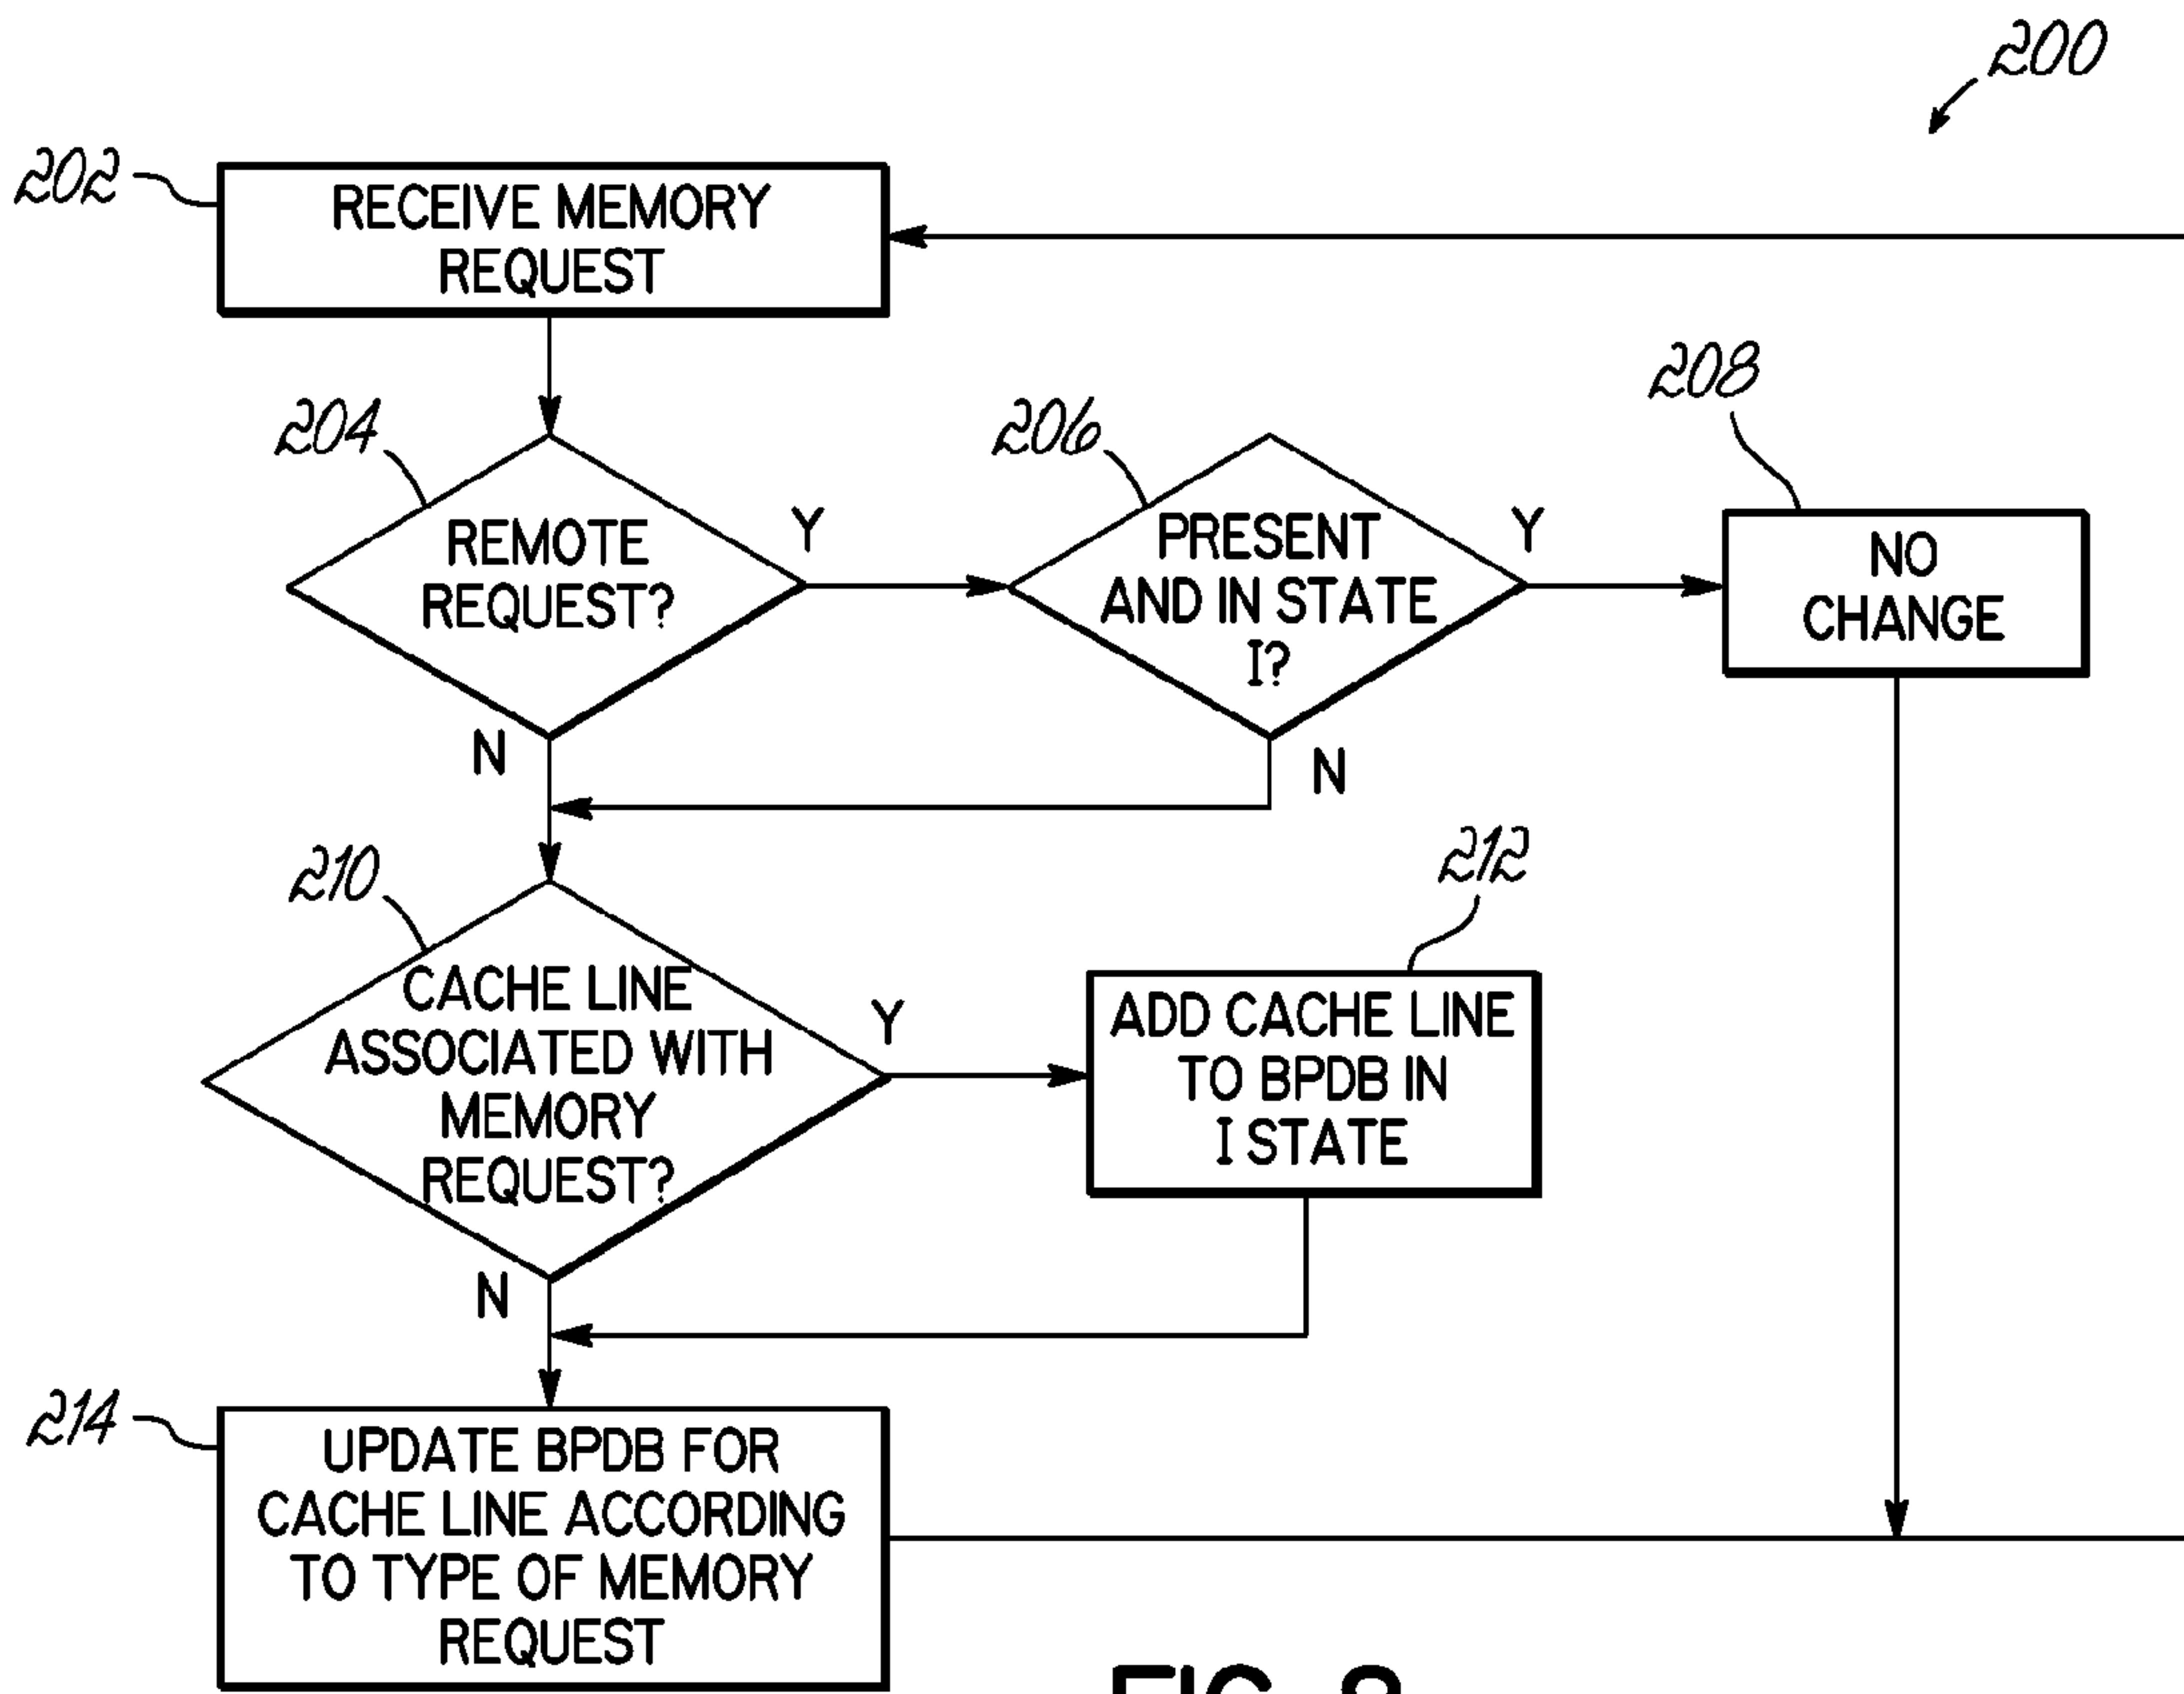 200
202
RECEIVE MEMORY
REQUEST
204
REMOTE
REQUEST?
Y
N
206
PRESENT
AND IN STATE
I?
Y
N
208
NO
CHANGE
210
CACHE LINE
ASSOCIATED WITH
MEMORY
REQUEST?
Y
N
212
ADD CACHE LINE
TO BPDB IN
I STATE
214
UPDATE BPDB FOR
CACHE LINE ACCORDING
TO TYPE OF MEMORY
REQUEST
FIG.